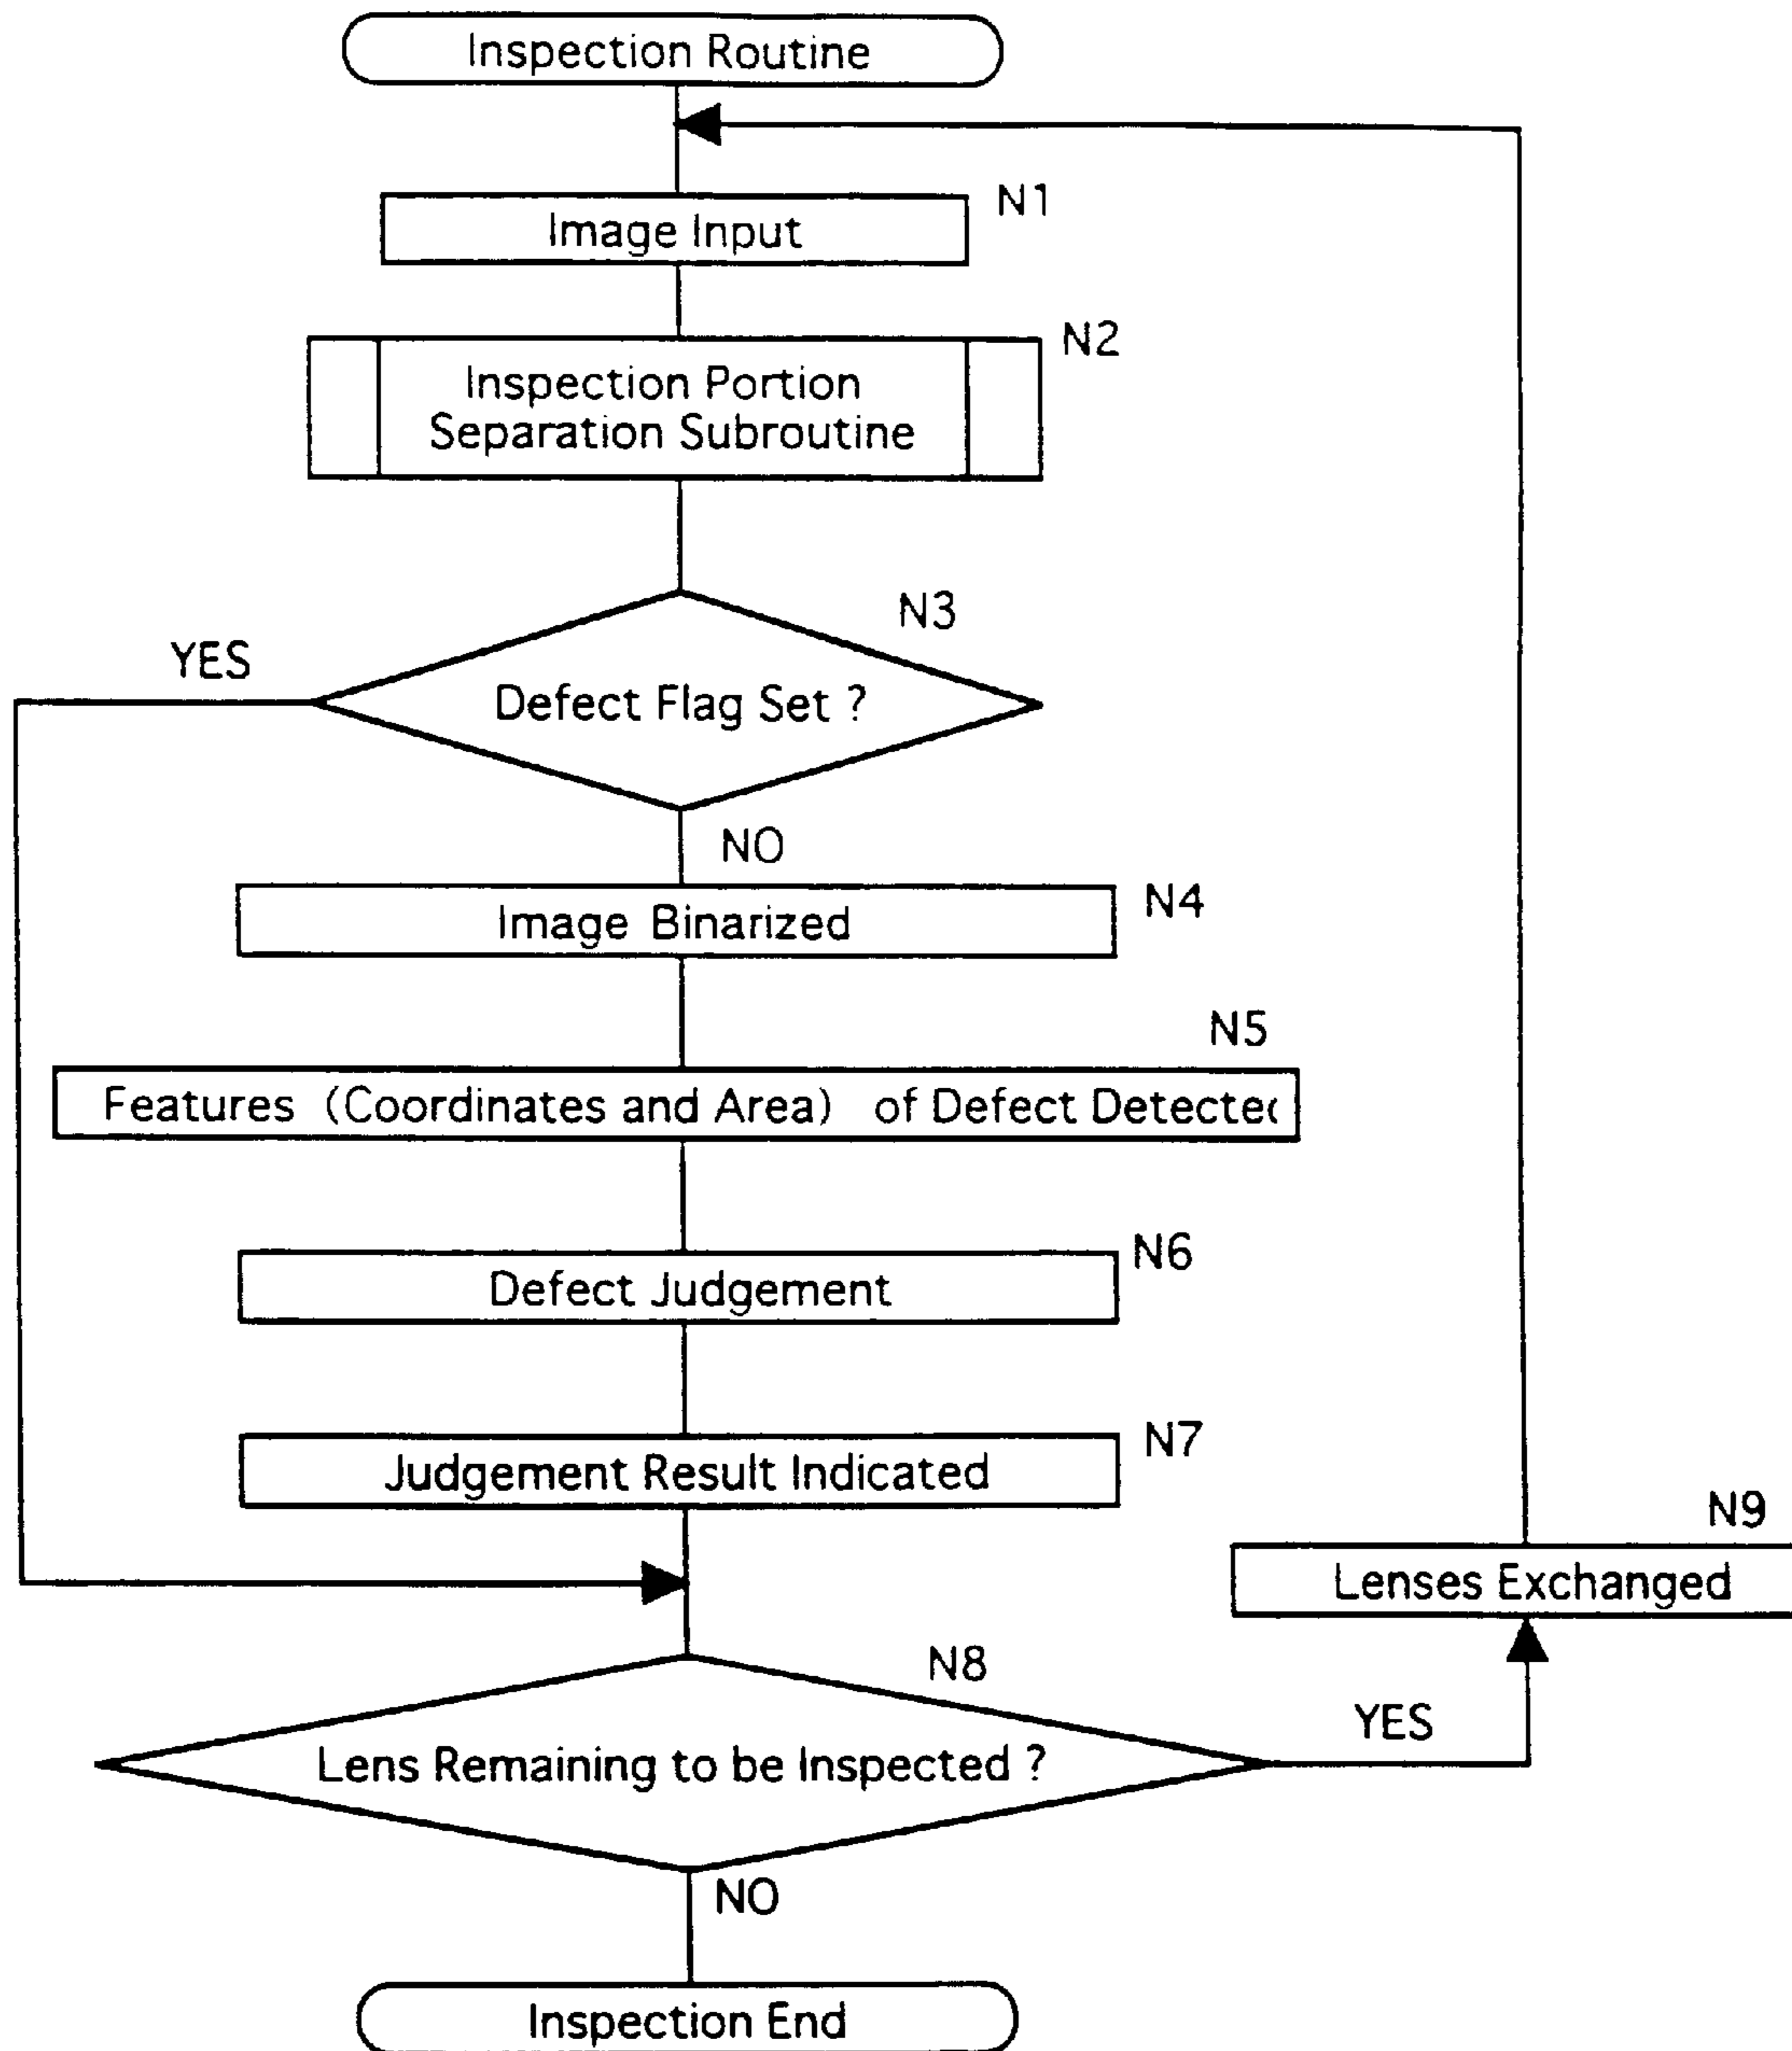 Inspection Routine
N1
Image Input
N2
Inspection Portion
Separation Subroutine
N3
YES
Defect Flag Set ?
NO
N4
Image Binarized
N5
Features (Coordinates and Area) of Defect Detected
N6
Defect Judgement
N7
Judgement Result Indicated
N9
Lenses Exchanged
N8
YES
Lens Remaining to be Inspected ?
NO
Inspection End